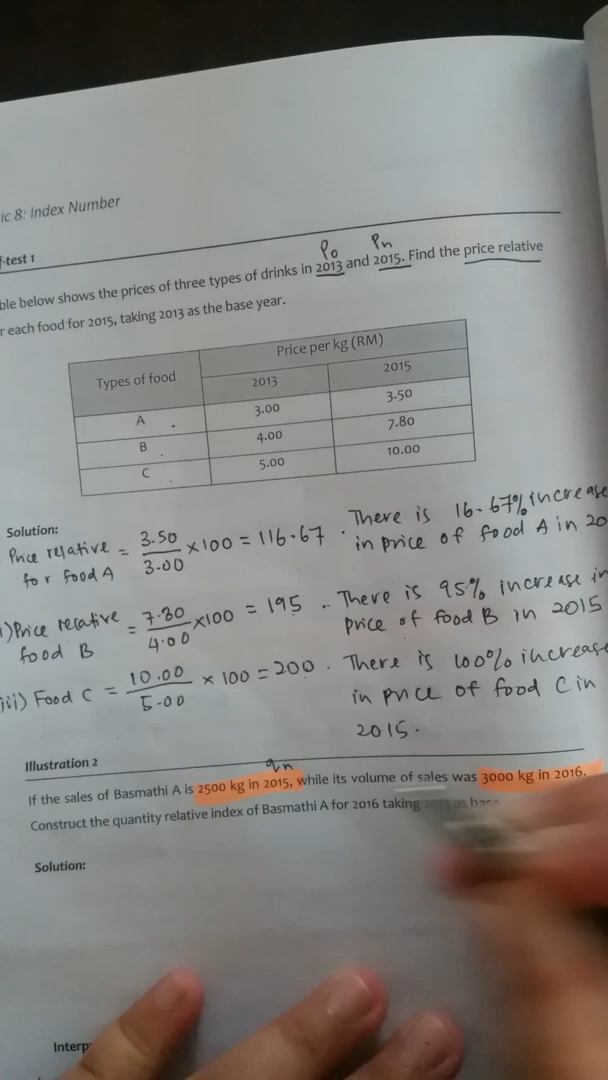 ic 8: Index Number
f-test 1
Po Pn
ble below shows the prices of three types of drinks in 2013 and 2015. Find the price relative
r each food for 2015, taking 2013 as the base year.
Types of food Price per kg (RM)
2013 2015
A 3.00 3.50
B 4.00 7.80
C 5.00 10.00
Solution:
Price relative for food A = 3.50/3.00 × 100 = 116.67. There is 16.67% increase
in price of food A in 20
i) Price relative food B = 7.80/4.00 × 100 = 195 .. There is 95% increase in
price of food B in 2015
iii) Food C = 10.00/5.00 × 100 = 200. There is 100% increase
in price of food C in
2015.
Illustration 2
qn
If the sales of Basmathi A is 2500 kg in 2015, while its volume of sales was 3000 kg in 2016.
Construct the quantity relative index of Basmathi A for 2016 taking as base
Solution:
Interp